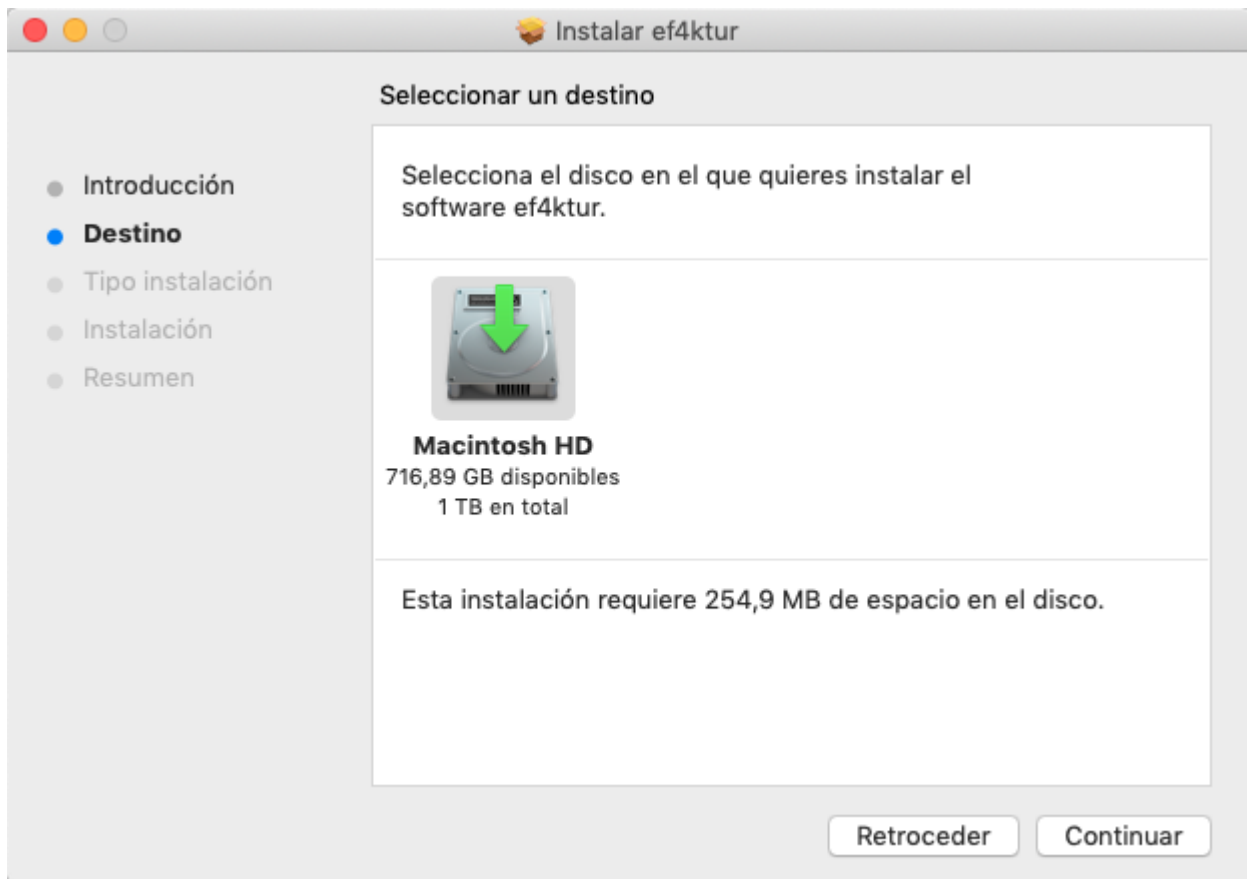 Instalar ef4ktur
Seleccionar un destino
Introducción
Destino
Tipo instalación
Instalación
Resumen
Selecciona el disco en el que quieres instalar el
software ef4ktur.
Macintosh HD
716,89 GB disponibles
1 TB en total
Esta instalación requiere 254,9 MB de espacio en el disco.
Retroceder
Continuar